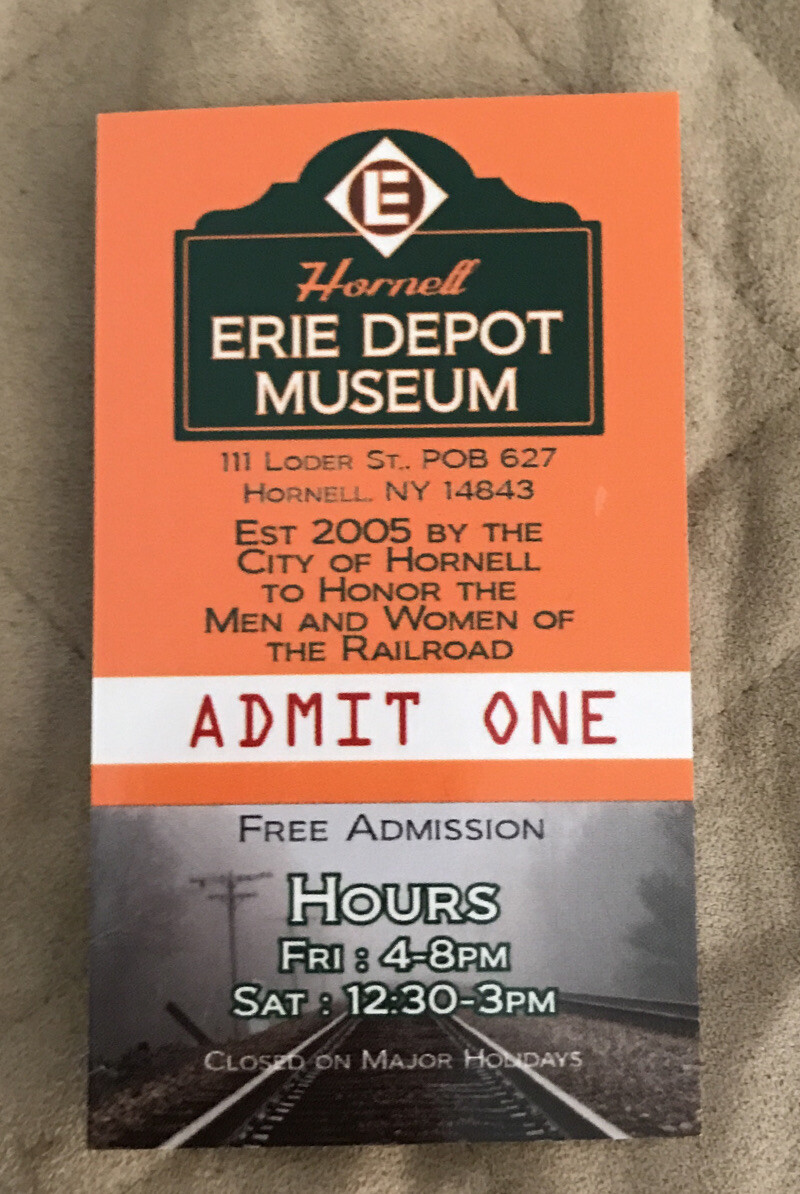 E
Hornell
ERIE DEPOT
MUSEUM
111 LODER ST,. POB 627
HORNELL, NY 14843
EST 2005 BY THE
CITY OF HORNELL
TO HONOR THE
MEN AND WOMEN OF
THE RAILROAD
ADMIT ONE
FREE ADMISSION
HOURS
FRI : 4-8PM
SAT : 12:30-3PM
CLOSED ON MAJOR HOLIDAYS